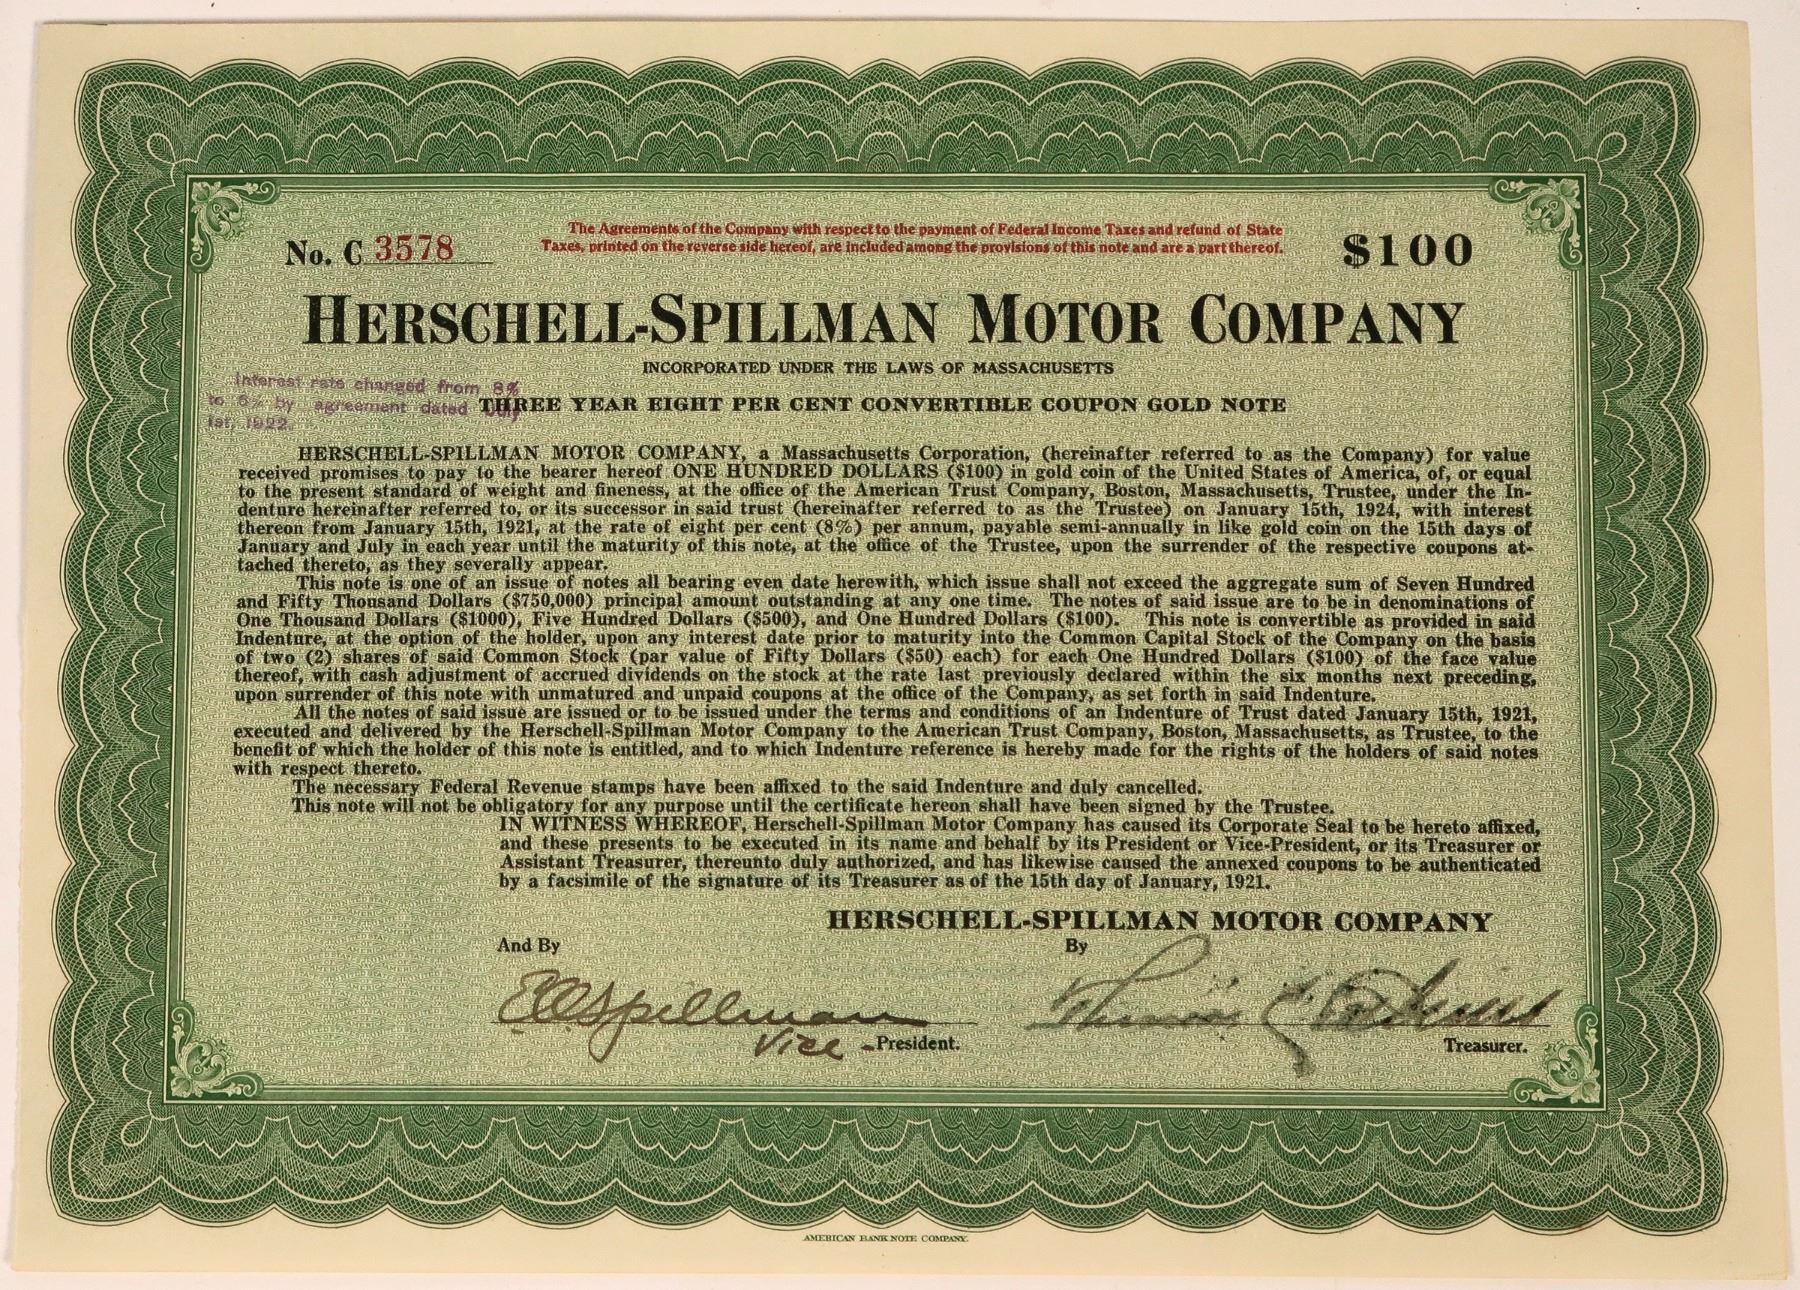 The Agreements of the Company with respect to the payment of Federal Income Taxes and refund of State
Taxes, printed on the reverse side hereof, are included among the provisions of this note and are a part thereof.
No. C 3578
$100
HERSCHELL-SPILLMAN MOTOR COMPANY
INCORPORATED UNDER THE LAWS OF MASSACHUSETTS
Interest rate changed from 8%
to 6% by agreement dated July
1st, 1922.
THREE YEAR EIGHT PER CENT CONVERTIBLE COUPON GOLD NOTE
HERSCHELL-SPILLMAN MOTOR COMPANY, a Massachusetts Corporation, (hereinafter referred to as the Company) for value
received promises to pay to the bearer hereof ONE HUNDRED DOLLARS ($100) in gold coin of the United States of America, of, or equal
to the present standard of weight and fineness, at the office of the American Trust Company, Boston, Massachusetts, Trustee, under the In-
denture hereinafter referred to, or its successor in said trust (hereinafter referred to as the Trustee) on January 15th, 1924, with interest
thereon from January 15th, 1921, at the rate of eight per cent (8%) per annum, payable semi-annually in like gold coin on the 15th days of
January and July in each year until the maturity of this note, at the office of the Trustee, upon the surrender of the respective coupons at-
tached thereto, as they severally appear.
This note is one of an issue of notes all bearing even date herewith, which issue shall not exceed the aggregate sum of Seven Hundred
and Fifty Thousand Dollars ($750,000) principal amount outstanding at any one time. The notes of said issue are to be in denominations of
One Thousand Dollars ($1000), Five Hundred Dollars ($500), and One Hundred Dollars ($100). This note is convertible as provided in said
Indenture, at the option of the holder, upon any interest date prior to maturity into the Common Capital Stock of the Company on the basis
of two (2) shares of said Common Stock (par value of Fifty Dollars ($50) each) for each One Hundred Dollars ($100) of the face value
thereof, with cash adjustment of accrued dividends on the stock at the rate last previously declared within the six months next preceding,
upon surrender of this note with unmatured and unpaid coupons at the office of the Company, as set forth in said Indenture.
All the notes of said issue are issued or to be issued under the terms and conditions of an Indenture of Trust dated January 15th, 1921,
executed and delivered by the Herschell-Spillman Motor Company to the American Trust Company, Boston, Massachusetts, as Trustee, to the
benefit of which the holder of this note is entitled, and to which Indenture reference is hereby made for the rights of the holders of said notes
with respect thereto.
The necessary Federal Revenue stamps have been affixed to the said Indenture and duly cancelled.
This note will not be obligatory for any purpose until the certificate hereon shall have been signed by the Trustee.
IN WITNESS WHEREOF, Herschell-Spillman Motor Company has caused its Corporate Seal to be hereto affixed,
and these presents to be executed in its name and behalf by its President or Vice-President, or its Treasurer or
Assistant Treasurer, thereunto duly authorized, and has likewise caused the annexed coupons to be authenticated
by a facsimile of the signature of its Treasurer as of the 15th day of January, 1921.
HERSCHELL-SPILLMAN MOTOR COMPANY
And By
By
Spillman
Vice-President.
Treasurer.
AMERICAN BANK NOTE COMPANY.